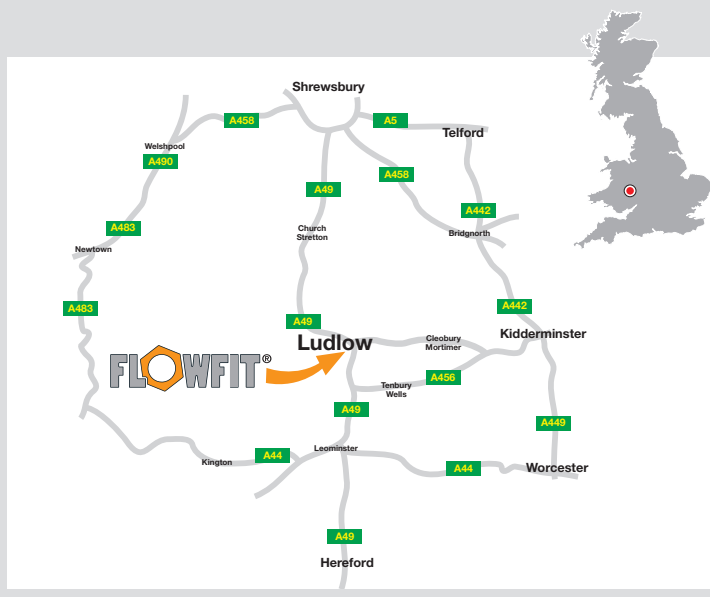 Shrewsbury
A458
A5
Telford
Welshpool
A490
A458
A49
A442
A483
Church
Stretton
Bridgnorth
Newtown
A483
A442
A49
Kidderminster
Ludlow
Cleobury
Mortimer
FLOWFIT®
A456
Tenbury
Wells
A49
A449
Leominster
A44
Kington
A44
Worcester
A49
Hereford